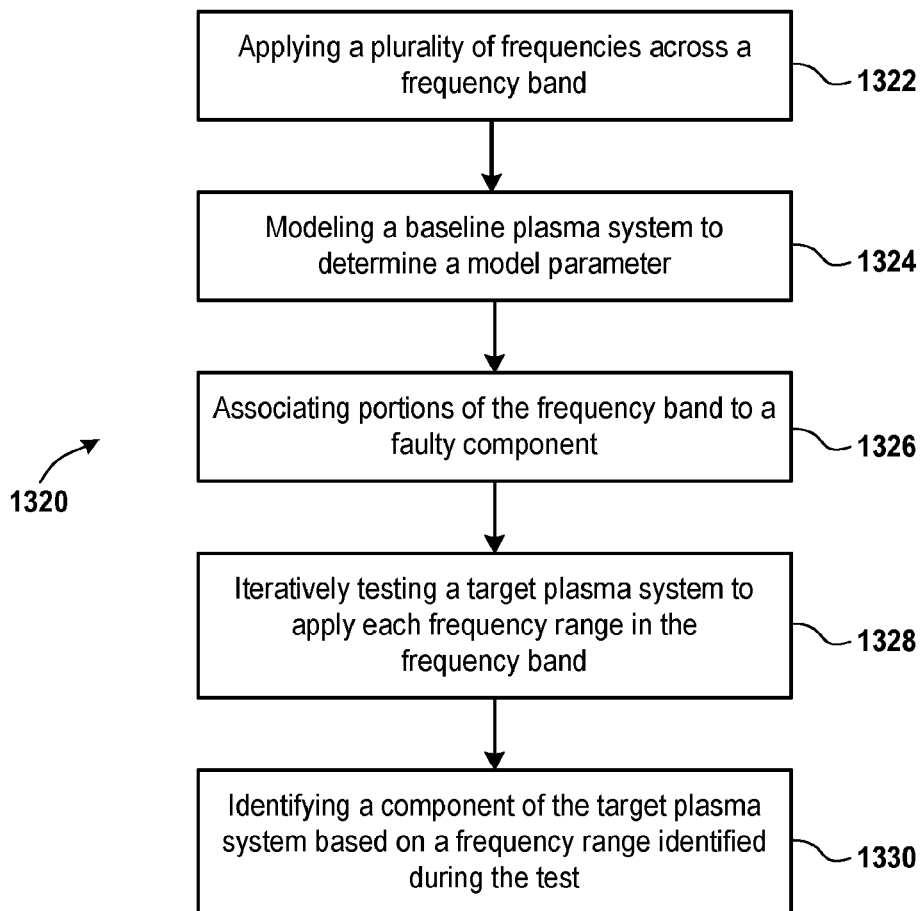 Applying a plurality of frequencies across a
frequency band
1322
Modeling a baseline plasma system to
determine a model parameter
1324
Associating portions of the frequency band to a
faulty component
1326
1320
Iteratively testing a target plasma system to
apply each frequency range in the
frequency band
1328
Identifying a component of the target plasma
system based on a frequency range identified
during the test
1330